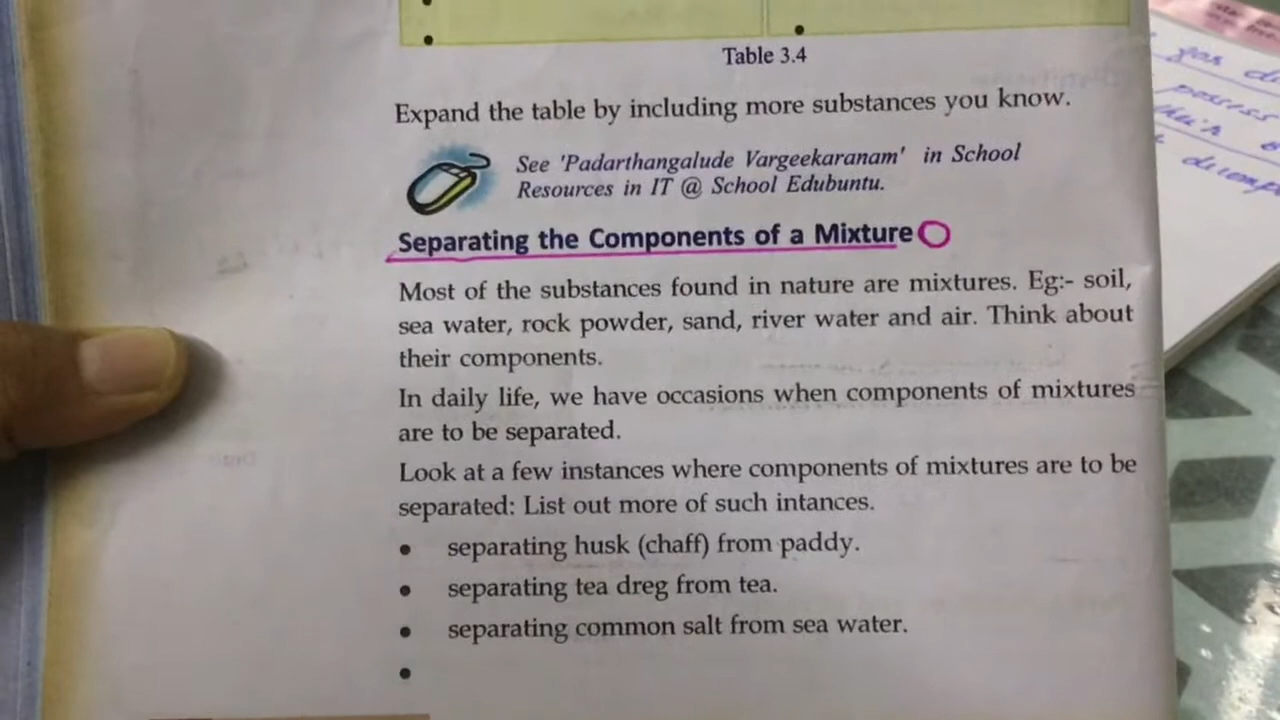 Table 3.4
Expand the table by including more substances you know.
See 'Padarthangalude Vargeekaranam' in School
Resources in IT @ School Edubuntu.
Separating the Components of a Mixture
Most of the substances found in nature are mixtures. Eg:- soil,
sea water, rock powder, sand, river water and air. Think about
their components.
In daily life, we have occasions when components of mixtures
are to be separated.
Look at a few instances where components of mixtures are to be
separated: List out more of such intances.
• separating husk (chaff) from paddy.
• separating tea dreg from tea.
• separating common salt from sea water.
•
possess